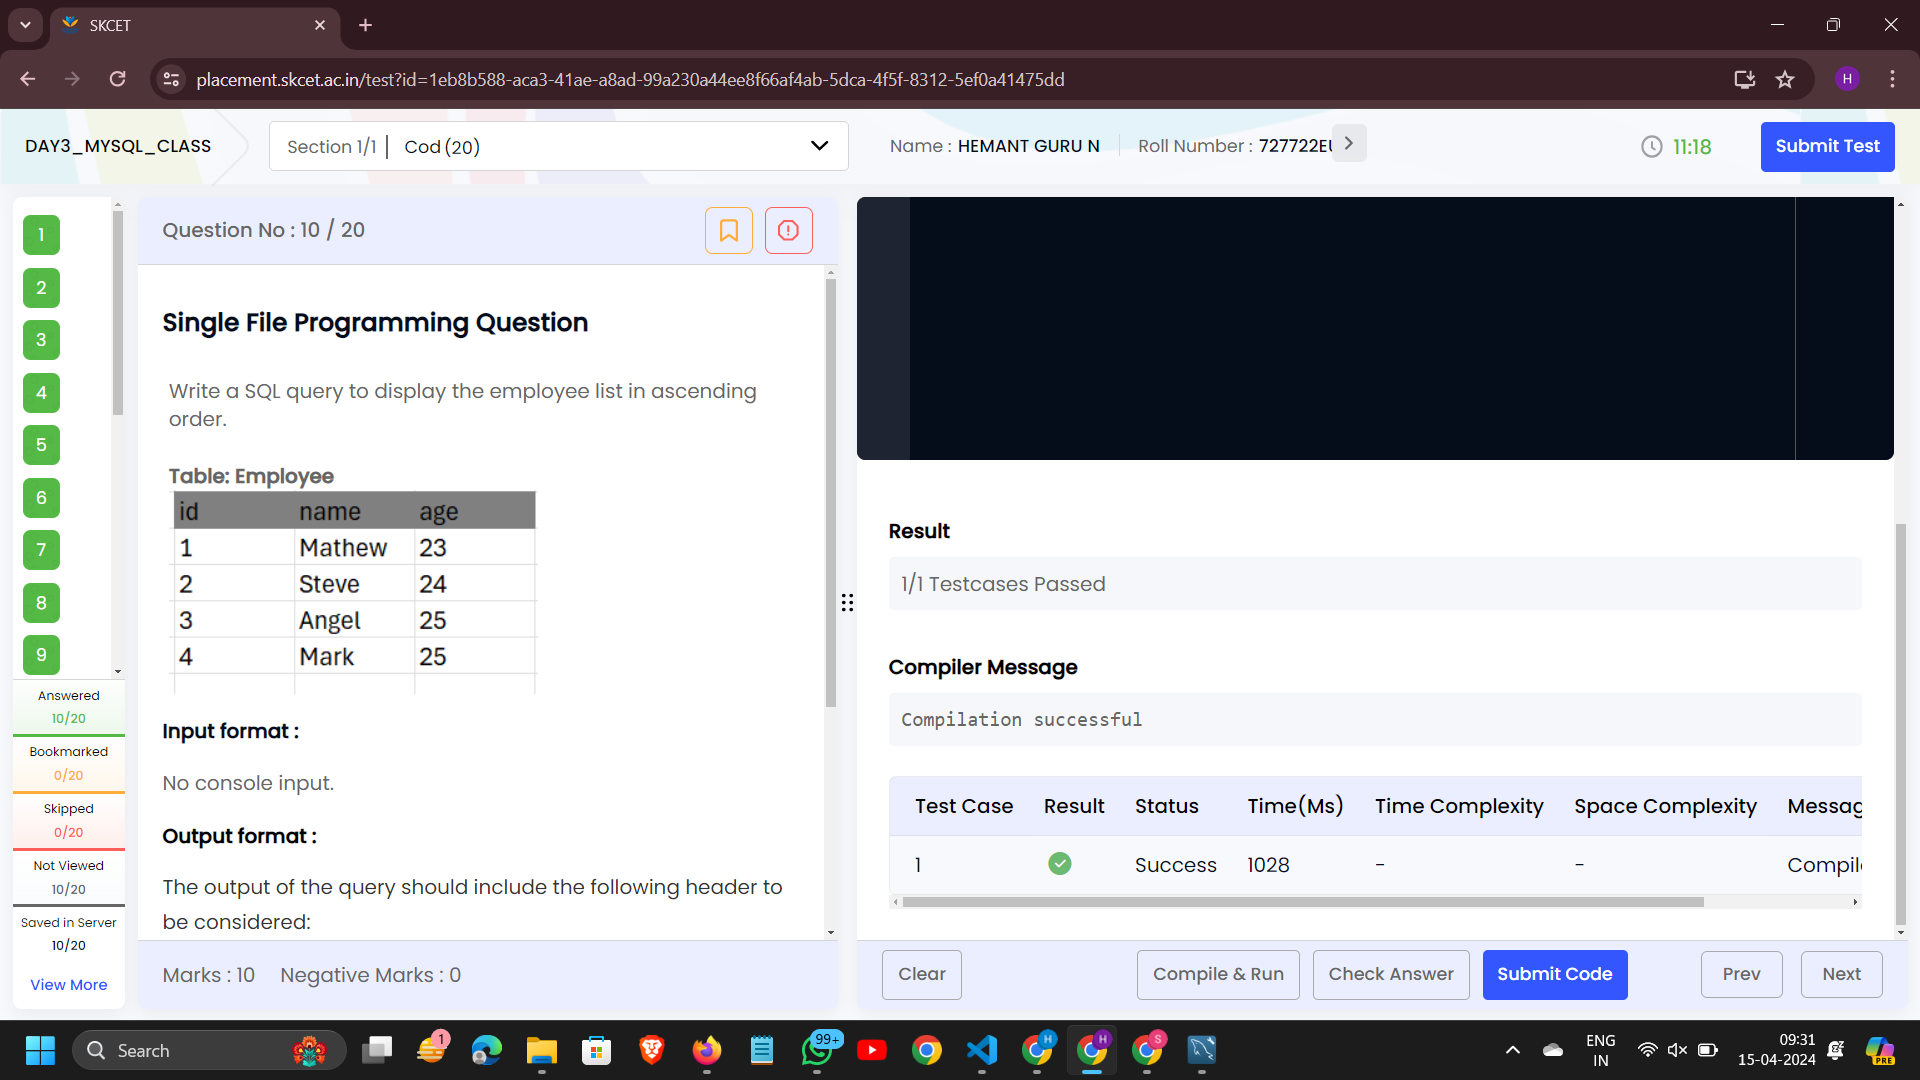 SKCET
placement.skcet.ac.in/test?id=1eb8b588-aca3-41ae-a8ad-99a230a44ee8f66af4ab-5dca-4f5f-8312-5ef0a41475dd
H
DAY3_MYSQL_CLASS
Section 1/1 | Cod (20)
Name : HEMANT GURU N
Roll Number : 727722EU
11:18
Submit Test
1
2
3
4
5
6
7
8
9
Answered
10/20
Bookmarked
0/20
Skipped
0/20
Not Viewed
10/20
Saved in Server
10/20
View More
Question No : 10 / 20
Single File Programming Question
Write a SQL query to display the employee list in ascending
order.
Table: Employee
id name age
1 Mathew 23
2 Steve 24
3 Angel 25
4 Mark 25
Input format :
No console input.
Output format :
The output of the query should include the following header to
be considered:
Marks : 10 Negative Marks : 0
Result
1/1 Testcases Passed
Compiler Message
Compilation successful
Test Case Result Status Time(Ms) Time Complexity Space Complexity Messag
1 Success 1028 - - Compil
Clear Compile & Run Check Answer Submit Code Prev Next
Search
1
99+
H
H
S
ENG
IN
09:31
15-04-2024
PRE